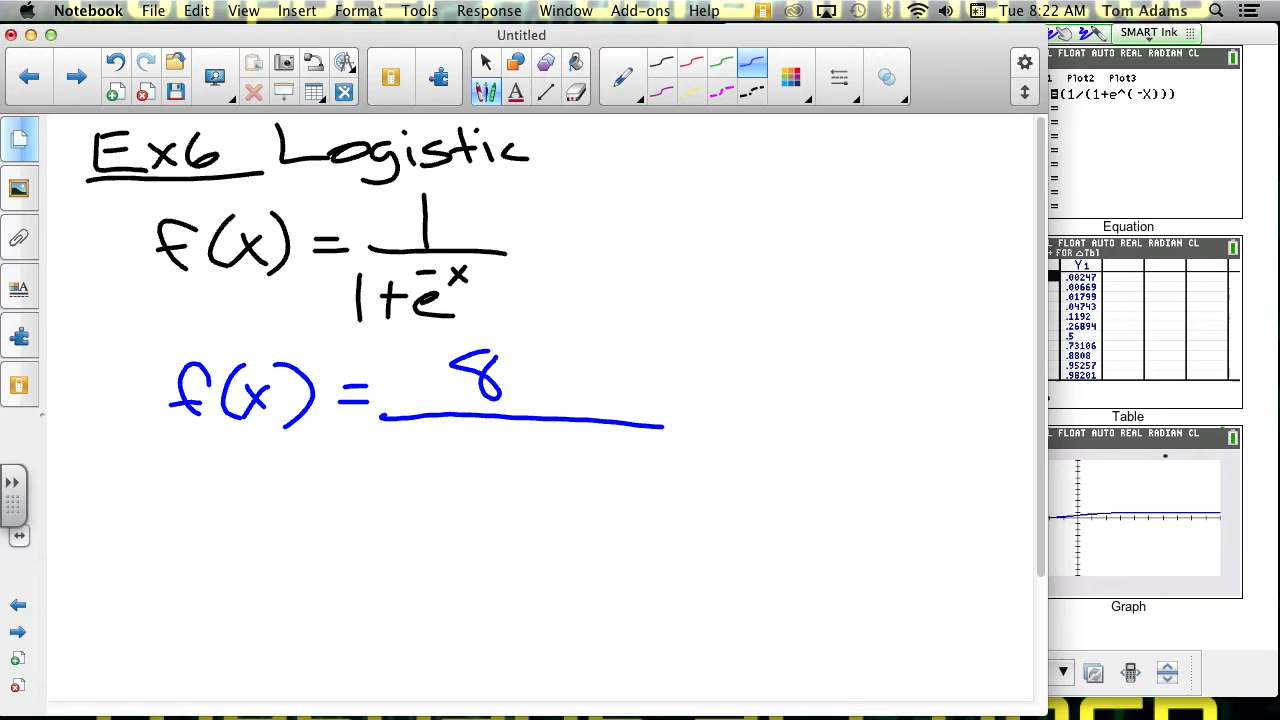 Notebook File Edit View Insert Format Tools Response Window Add-ons Help Tue 8:22 AM Tom Adams
Untitled
SMART Ink
Ex6 Logistic
f(x) = 1/(1+e^-x)
f(x) = 8
FLOAT AUTO REAL RADIAN CL
1 Plot2 Plot3
=(1/(1+e^(-X)))
=
=
=
=
=
=
Equation
FLOAT AUTO REAL RADIAN CL
+ FOR △Tbl
Y1
.00247
.00669
.01799
.04743
.1192
.26894
.5
.73106
.8808
.95257
.98201
Table
FLOAT AUTO REAL RADIAN CL
Graph